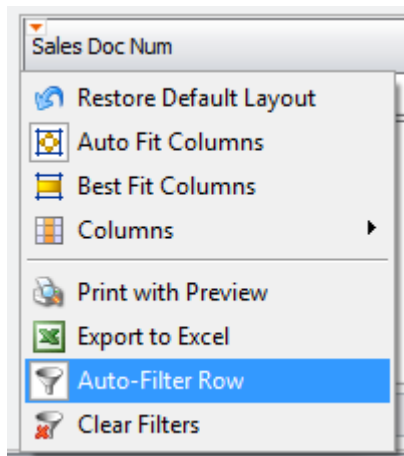 Sales Doc Num
Restore Default Layout
Auto Fit Columns
Best Fit Columns
Columns
Print with Preview
Export to Excel
Auto-Filter Row
Clear Filters